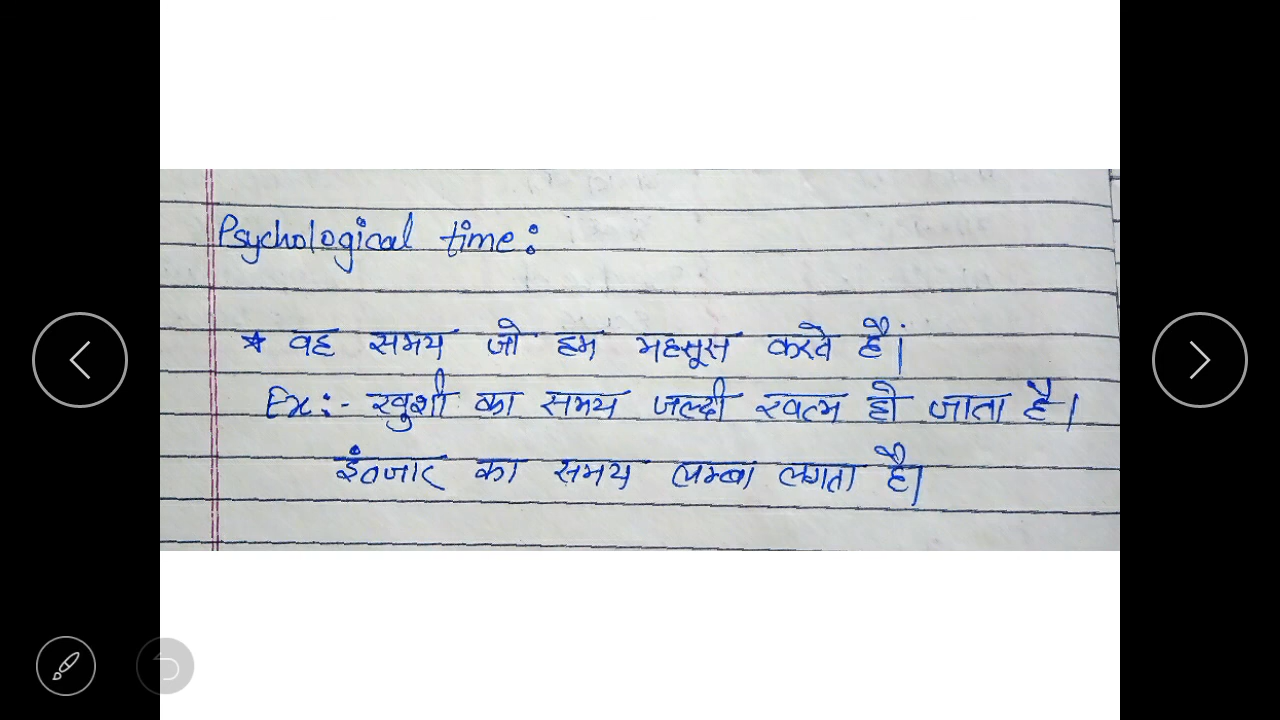 Psychological time:
* वह समय जो हम महसूस करते हैं।
Ex:- खुशी का समय जल्दी खत्म हो जाता है।
इंतजार का समय लम्बा लगता है।